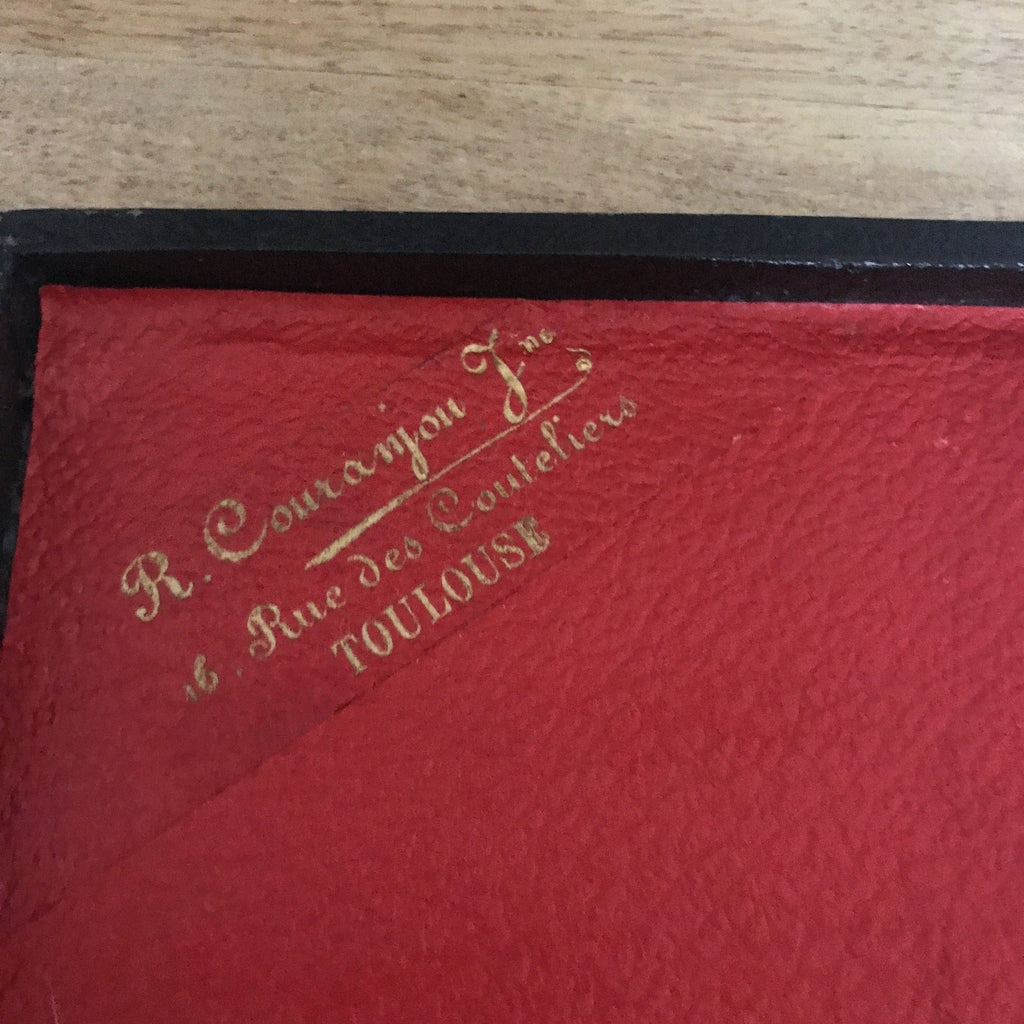 R. Couranjou Jne
16, Rue des Couteliers
TOULOUSE